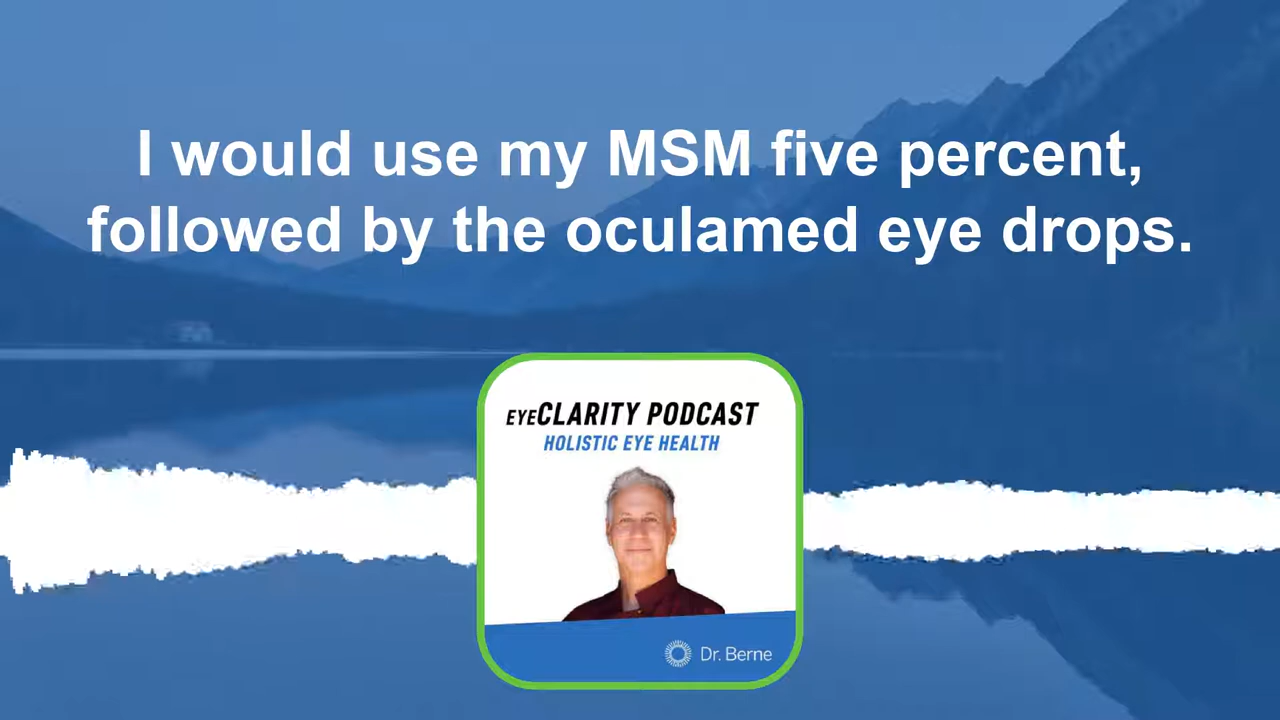 I would use my MSM five percent,
followed by the oculamed eye drops.
EYECLARITY PODCAST
HOLISTIC EYE HEALTH
Dr. Berne